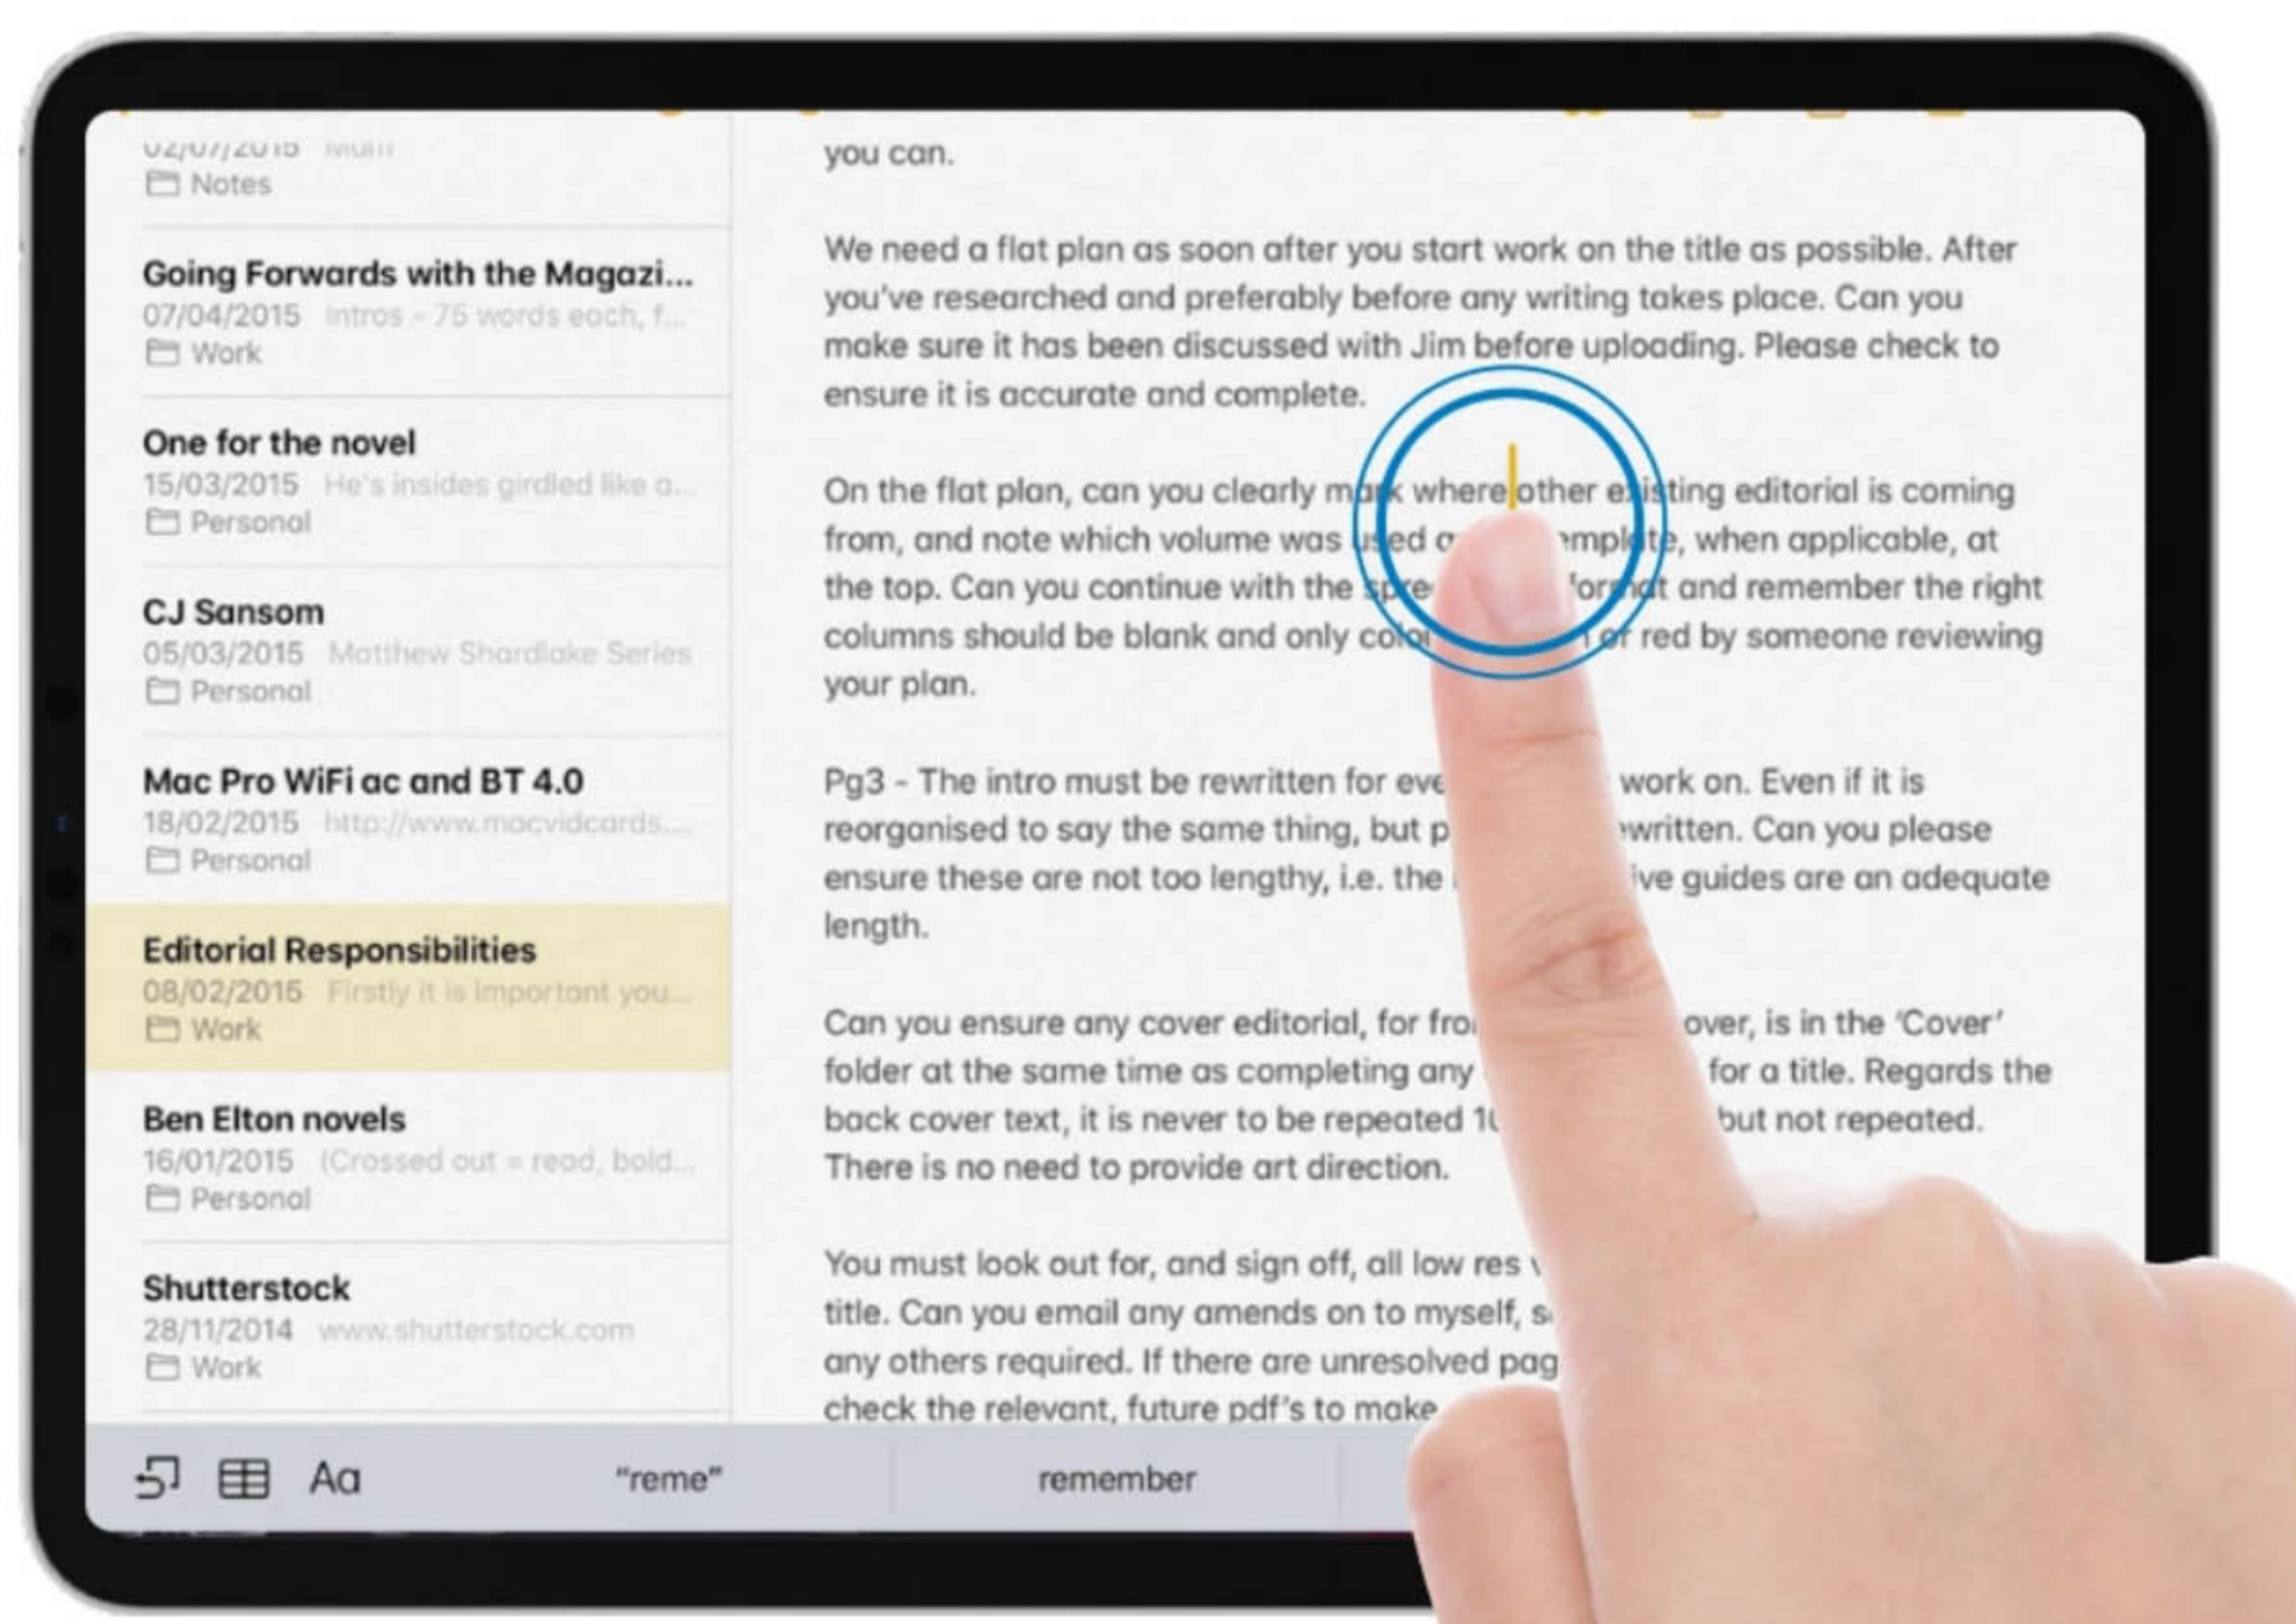 02/07/2015 Mum
Notes
Going Forwards with the Magazi...
07/04/2015 Intros - 75 words each, f...
Work
One for the novel
15/03/2015 He's insides girdled like a...
Personal
CJ Sansom
05/03/2015 Matthew Shardlake Series
Personal
Mac Pro WiFi ac and BT 4.0
18/02/2015 http://www.macvidcards....
Personal
Editorial Responsibilities
08/02/2015 Firstly it is important you...
Work
Ben Elton novels
16/01/2015 (Crossed out = read, bold...
Personal
Shutterstock
28/11/2014 www.shutterstock.com
Work
you can.
We need a flat plan as soon after you start work on the title as possible. After
you've researched and preferably before any writing takes place. Can you
make sure it has been discussed with Jim before uploading. Please check to
ensure it is accurate and complete.
On the flat plan, can you clearly mark where other existing editorial is coming
from, and note which volume was used template, when applicable, at
the top. Can you continue with the format and remember the right
columns should be blank and only or red by someone reviewing
your plan.
Pg3 - The intro must be rewritten for work on. Even if it is
reorganised to say the same thing, but Can you please
ensure these are not too lengthy, i.e. the guides are an adequate
length.
Can you ensure any cover editorial, for is in the 'Cover'
folder at the same time as completing any for a title. Regards the
back cover text, it is never to be repeated but not repeated.
There is no need to provide art direction.
You must look out for, and sign off, all low res
title. Can you email any amends on to myself,
any others required. If there are unresolved
check the relevant, future pdf's to make
Aa "reme" remember